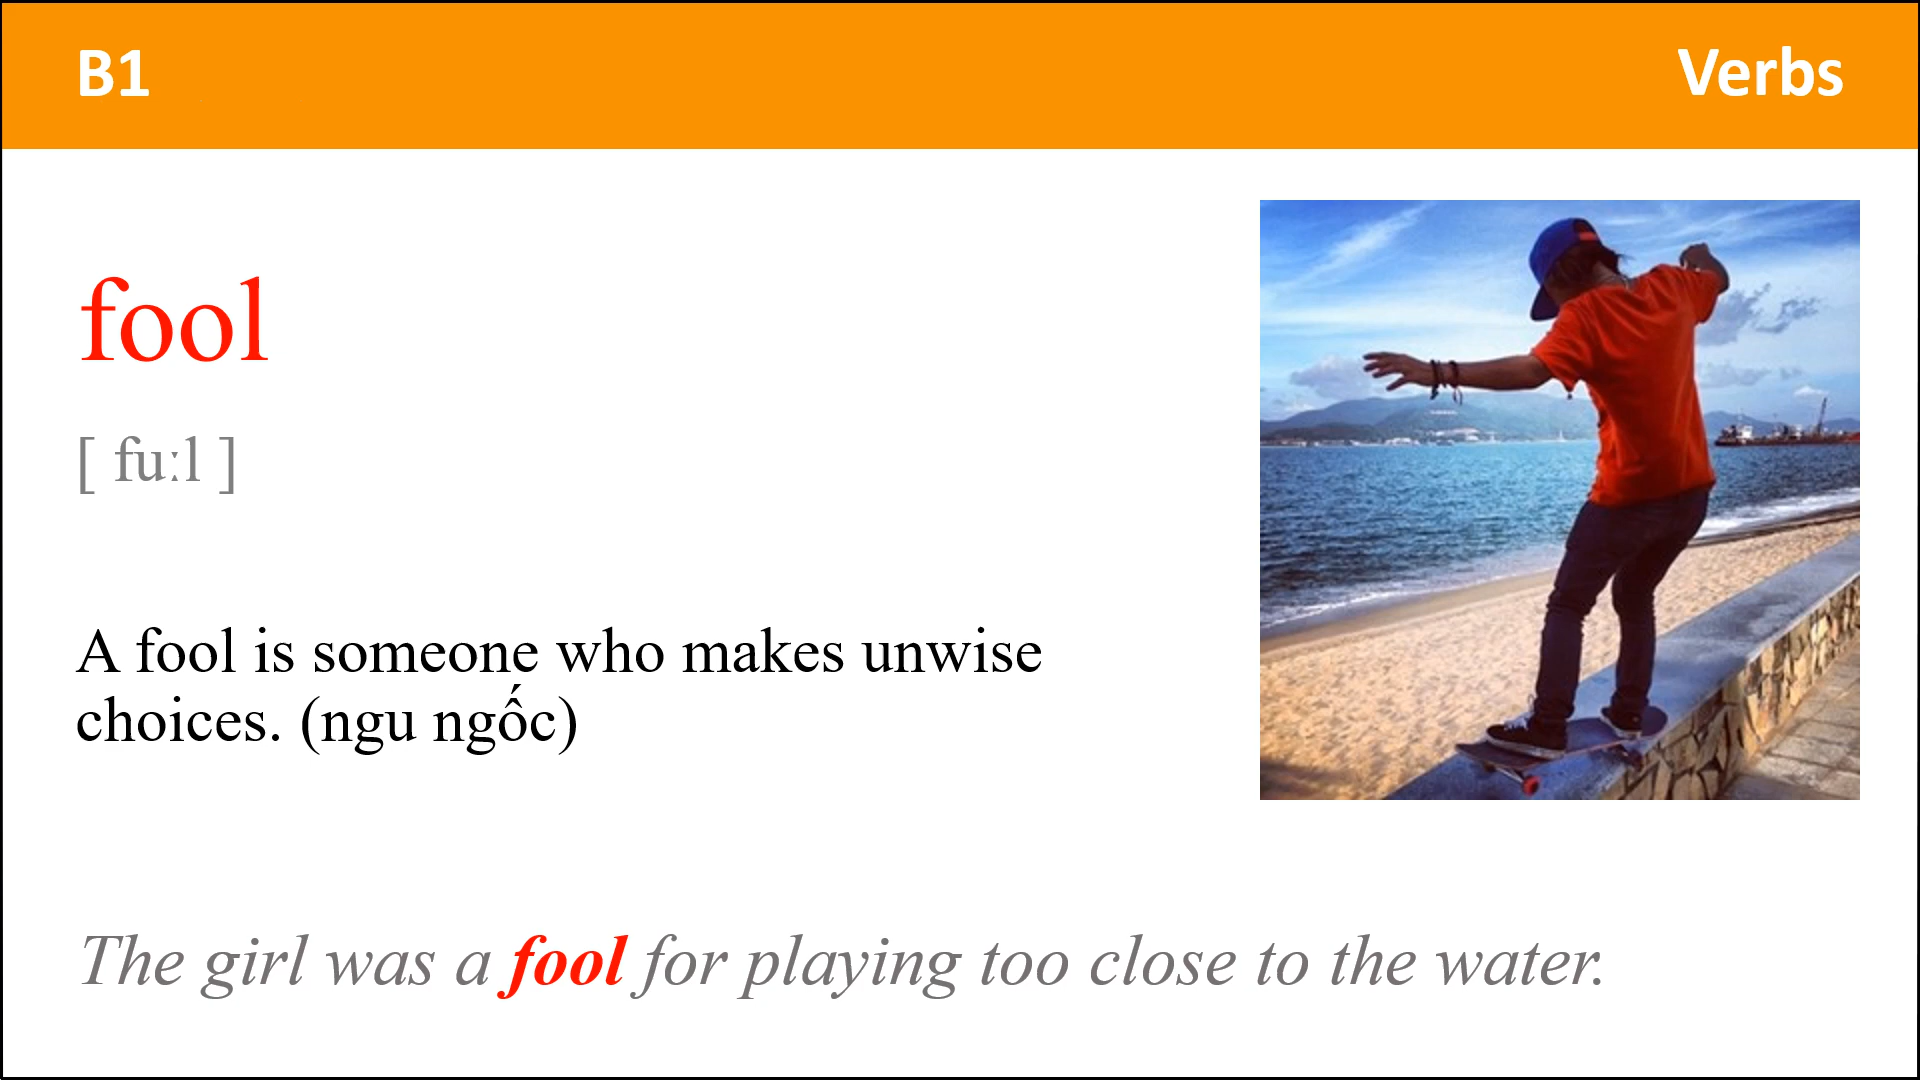 B1
Verbs
fool
[ fuːl ]
A fool is someone who makes unwise
choices. (ngu ngốc)
The girl was a fool for playing too close to the water.